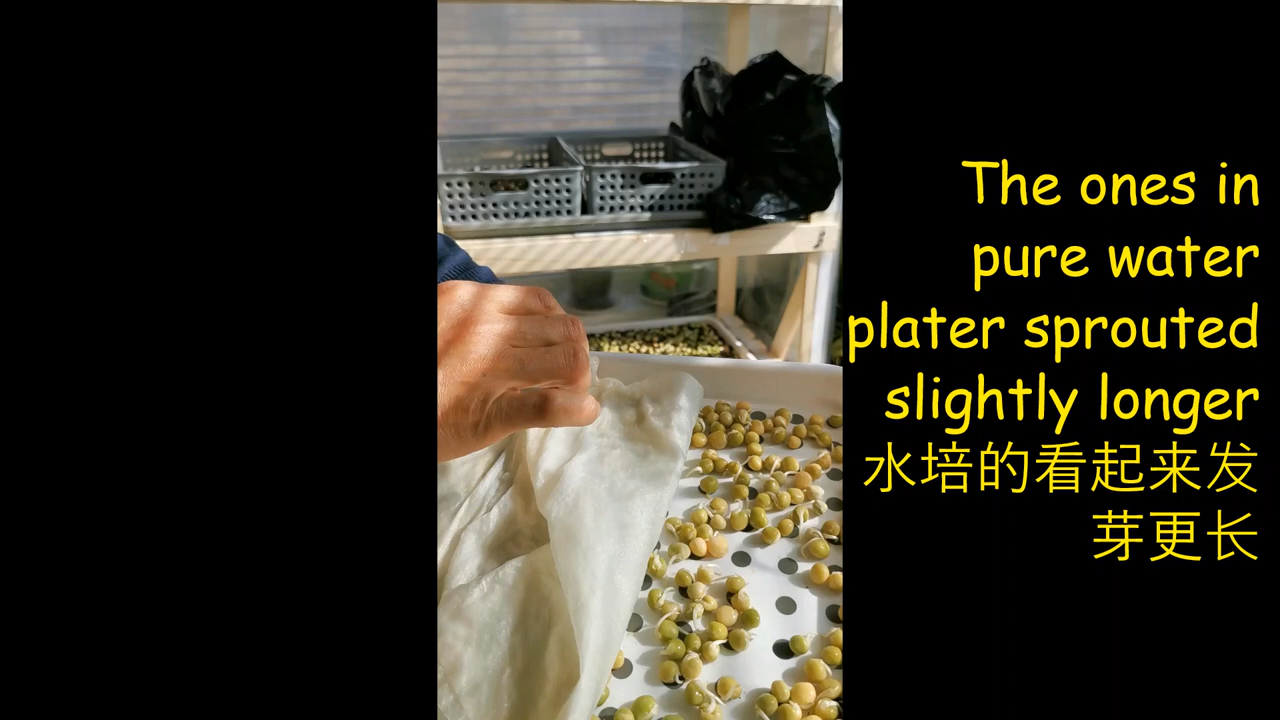 The ones in
pure water
plater sprouted
slightly longer
水培的看起来发
芽更长